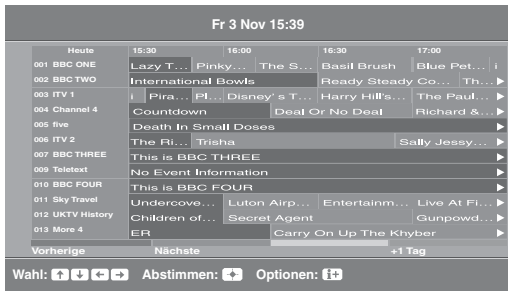 Fr 3 Nov 15:39
Heute 15:30 16:00 16:30 17:00
001 BBC ONE Lazy T... Pinky... The S... Basil Brush Blue Pet... i
002 BBC TWO International Bowls Ready Steady Co... Th...
003 ITV 1 i Pira... Pl... Disney's T... Harry Hill's... The Paul...
004 Channel 4 Countdown Deal Or No Deal Richard &...
005 five Death In Small Doses
006 ITV 2 The Ri... Trisha Sally Jessy...
007 BBC THREE This is BBC THREE
009 Teletext No Event Information
010 BBC FOUR This is BBC FOUR
011 Sky Travel Undercove... Luton Airp... Entertainm... Live At Fi...
012 UKTV History Children of... Secret Agent Gunpowd...
013 More 4 ER Carry On Up The Khyber
Vorherige Nächste +1 Tag
Wahl: Abstimmen: Optionen: i+